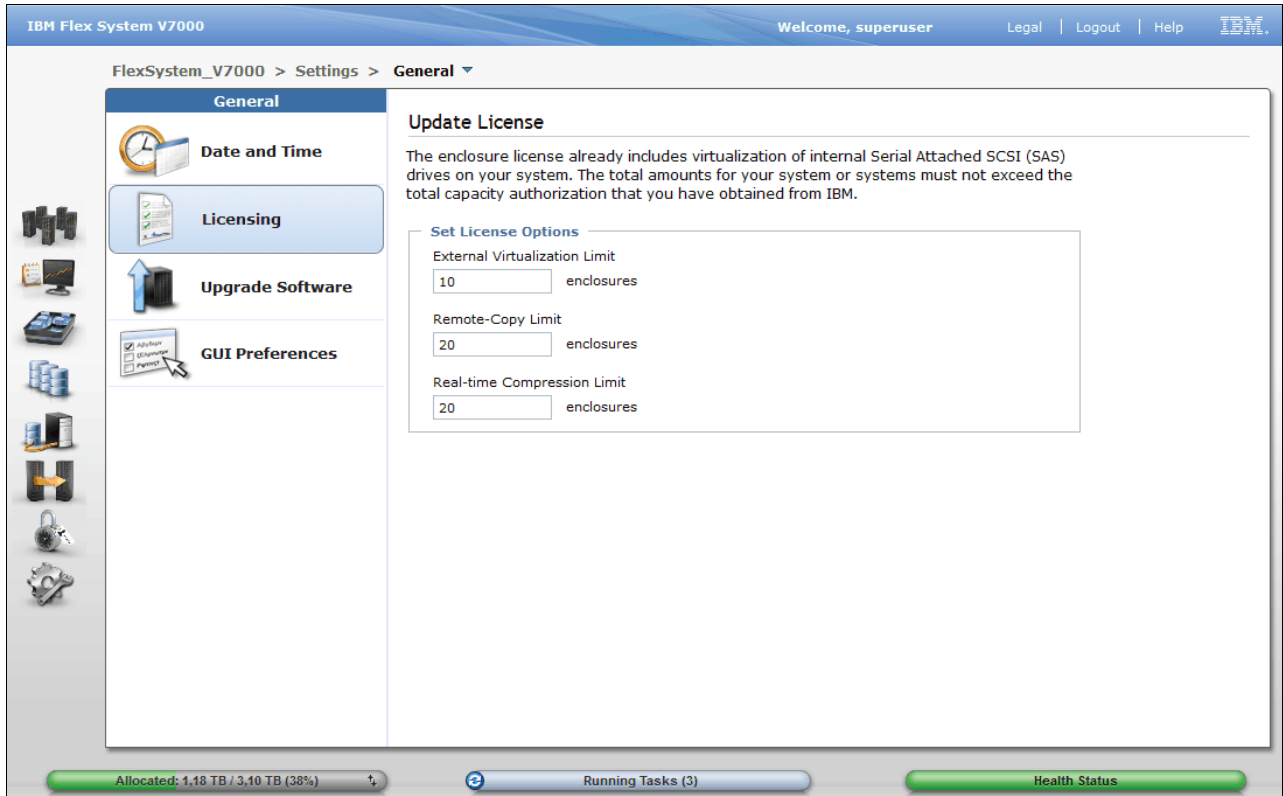 IBM Flex System V7000
Welcome, superuser
Legal | Logout | Help
IBM.
FlexSystem_V7000 > Settings > General
General
Date and Time
Licensing
Upgrade Software
GUI Preferences
Update License
The enclosure license already includes virtualization of internal Serial Attached SCSI (SAS)
drives on your system. The total amounts for your system or systems must not exceed the
total capacity authorization that you have obtained from IBM.
Set License Options
External Virtualization Limit
10 enclosures
Remote-Copy Limit
20 enclosures
Real-time Compression Limit
20 enclosures
Allocated: 1,18 TB / 3,10 TB (38%)
Running Tasks (3)
Health Status